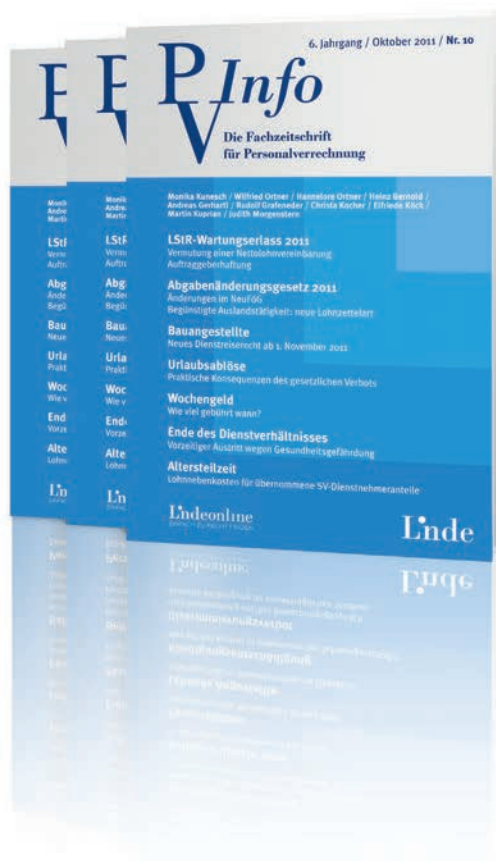 6. Jahrgang / Oktober 2011 / Nr. 10
PV Info
Die Fachzeitschrift
für Personalverrechnung
Monika Kunesch / Wilfried Ortner / Hannelore Ortner / Heinz Bernold /
Andreas Gerhartl / Rudolf Grafeneder / Christa Kocher / Elfriede Köck /
Martin Kuprian / Judith Morgenstern
LStR-Wartungserlass 2011
Vermutung einer Nettolohnvereinbarung
Auftraggeberhaftung
Abgabenänderungsgesetz 2011
Änderungen im NeuFöG
Begünstigte Auslandstätigkeit: neue Lohnzettelart
Bauangestellte
Neues Dienstreiserecht ab 1. November 2011
Urlaubsablöse
Praktische Konsequenzen des gesetzlichen Verbots
Wochengeld
Wie viel gebührt wann?
Ende des Dienstverhältnisses
Vorzeitiger Austritt wegen Gesundheitsgefährdung
Altersteilzeit
Lohnnebenkosten für übernommene SV-Dienstnehmeranteile
Lindeonline
Linde